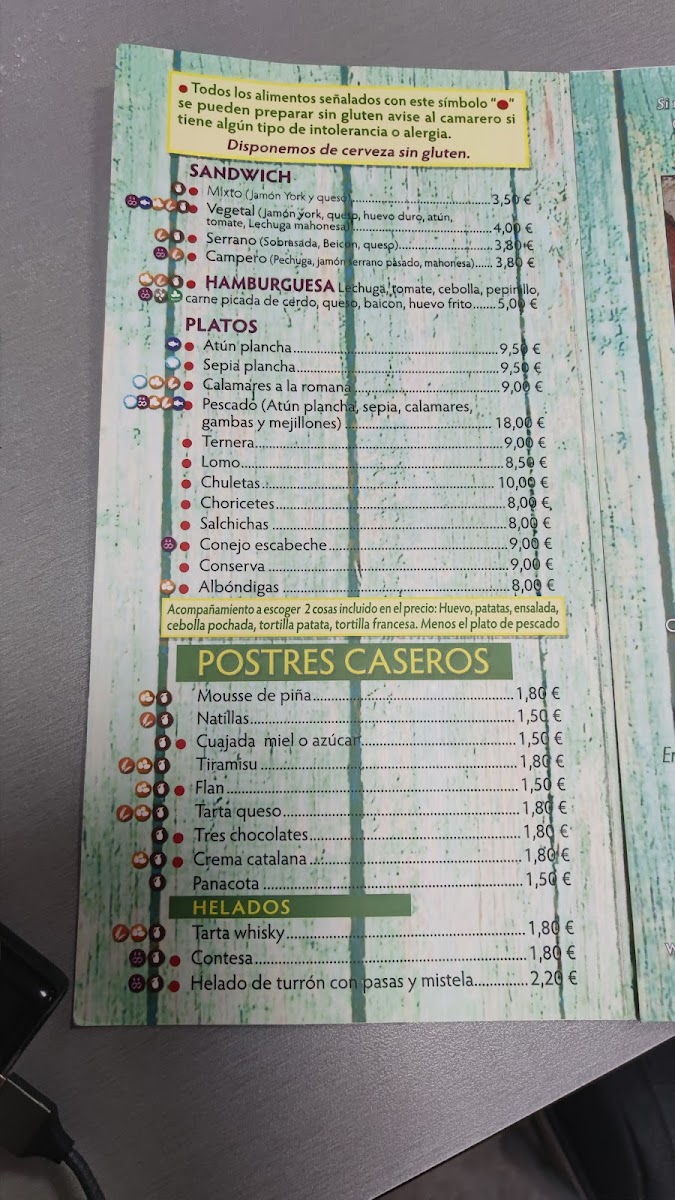 ● Todos los alimentos señalados con este símbolo "●"
se pueden preparar sin gluten avise al camarero si
tiene algún tipo de intolerancia o alergia.
Disponemos de cerveza sin gluten.
SANDWICH
● Mixto (Jamón York y queso)...3,50 €
● Vegetal (Jamón york, queso, huevo duro, atún,
tomate, Lechuga mahonesa)...4,00 €
● Serrano (Sobrasada, Beicon, queso)...3,80 €
● Campero (Pechuga, jamón serrano pasado, mahonesa)...3,80 €
● HAMBURGUESA Lechuga, tomate, cebolla, pepinillo,
carne picada de cerdo, queso, baicon, huevo frito...5,00 €
PLATOS
● Atún plancha...9,50 €
● Sepia plancha...9,50 €
● Calamares a la romana...9,00 €
● Pescado (Atún plancha, sepia, calamares,
gambas y mejillones)...18,00 €
● Ternera...9,00 €
● Lomo...8,50 €
● Chuletas...10,00 €
● Choricetes...8,00 €
● Salchichas...8,00 €
● Conejo escabeche...9,00 €
● Conserva...9,00 €
● Albóndigas...8,00 €
Acompañamiento a escoger 2 cosas incluido en el precio: Huevo, patatas, ensalada,
cebolla pochada, tortilla patata, tortilla francesa. Menos el plato de pescado
POSTRES CASEROS
Mousse de piña...1,80 €
Natillas...1,50 €
● Cuajada miel o azúcar...1,50 €
Tiramisu...1,80 €
● Flan...1,50 €
Tarta queso...1,80 €
● Tres chocolates...1,80 €
● Crema catalana...1,80 €
Panacota...1,50 €
HELADOS
Tarta whisky...1,80 €
● Contesa...1,80 €
● Helado de turrón con pasas y mistela...2,20 €
Si